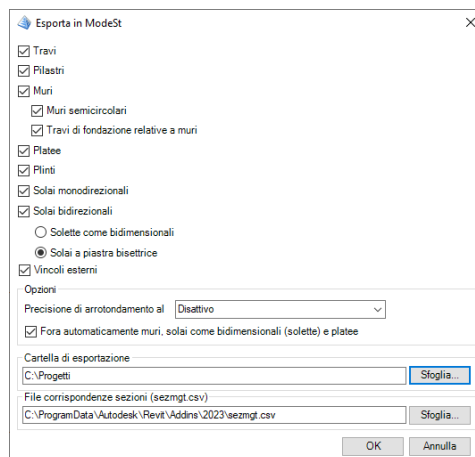 Esporta in ModeSt
Travi
Pilastri
Muri
Muri semicircolari
Travi di fondazione relative a muri
Platee
Plinti
Solai monodirezionali
Solai bidirezionali
Solette come bidimensionali
Solai a piastra bisettrice
Vincoli esterni
Opzioni
Precisione di arrotondamento al Disattivo
Fora automaticamente muri, solai come bidimensionali (solette) e platee
Cartella di esportazione
C:\Progetti Sfoglia...
File corrispondenze sezioni (sezmgt.csv)
C:\ProgramData\Autodesk\Revit\Addins\2023\sezmgt.csv Sfoglia...
OK Annulla